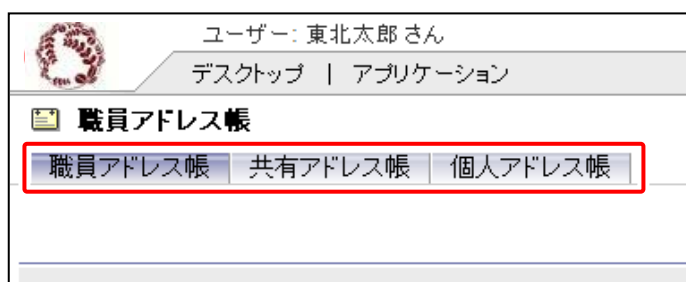 ユーザー: 東北太郎 さん
デスクトップ | アプリケーション
職員アドレス帳
職員アドレス帳 共有アドレス帳 個人アドレス帳